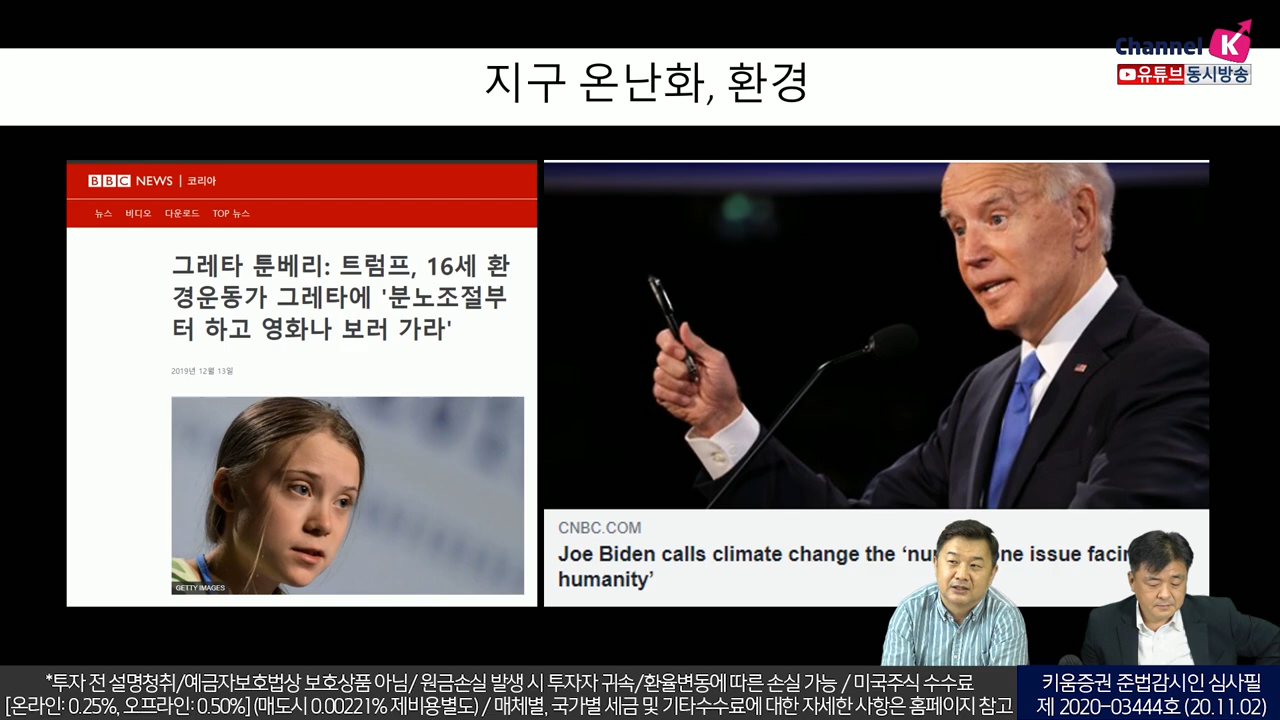 Channel K
유튜브동시방송
지구 온난화, 환경
BBC NEWS | 코리아
뉴스 비디오 다운로드 TOP 뉴스
그레타 툰베리: 트럼프, 16세 환
경운동가 그레타에 '분노조절부
터 하고 영화나 보러 가라'
2019년 12월 13일
GETTY IMAGES
CNBC.COM
Joe Biden calls climate change the ‘nu ne issue facin
humanity’
*투자 전 설명청취/예금자보호법상 보호상품 아님/ 원금손실 발생 시 투자자 귀속/환율변동에 따른 손실 가능 / 미국주식 수수료
[온라인: 0.25%, 오프라인: 0.50%] (매도시 0.00221% 제비용별도) / 매체별, 국가별 세금 및 기타수수료에 대한 자세한 사항은 홈페이지 참고
키움증권 준법감시인 심사필
제 2020-03444호 (20.11.02)